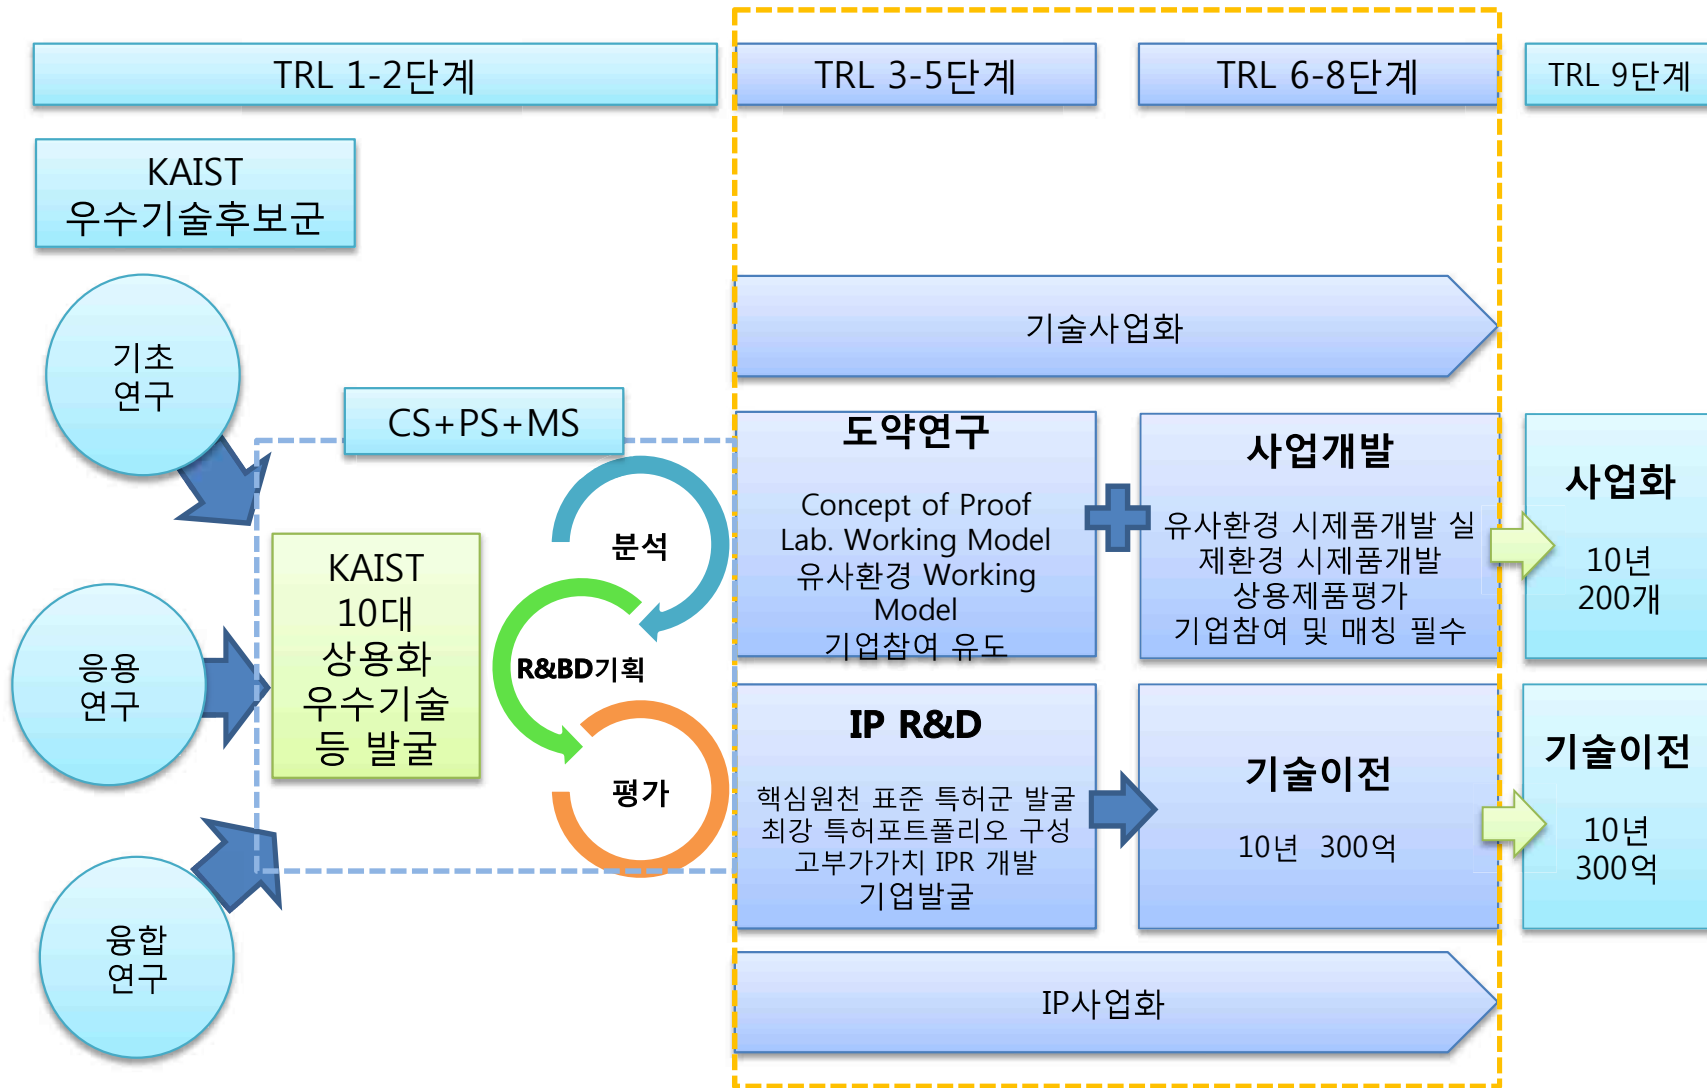 TRL 1-2단계
TRL 3-5단계
TRL 6-8단계
TRL 9단계
KAIST
우수기술후보군
기초
연구
응용
연구
융합
연구
CS+PS+MS
KAIST
10대
상용화
우수기술
등 발굴
분석
R&BD기획
평가
기술사업화
도약연구
Concept of Proof
Lab. Working Model
유사환경 Working
Model
기업참여 유도
사업개발
유사환경 시제품개발 실
제환경 시제품개발
상용제품평가
기업참여 및 매칭 필수
사업화
10년
200개
IP R&D
핵심원천 표준 특허군 발굴
최강 특허포트폴리오 구성
고부가가치 IPR 개발
기업발굴
기술이전
10년 300억
기술이전
10년
300억
IP사업화